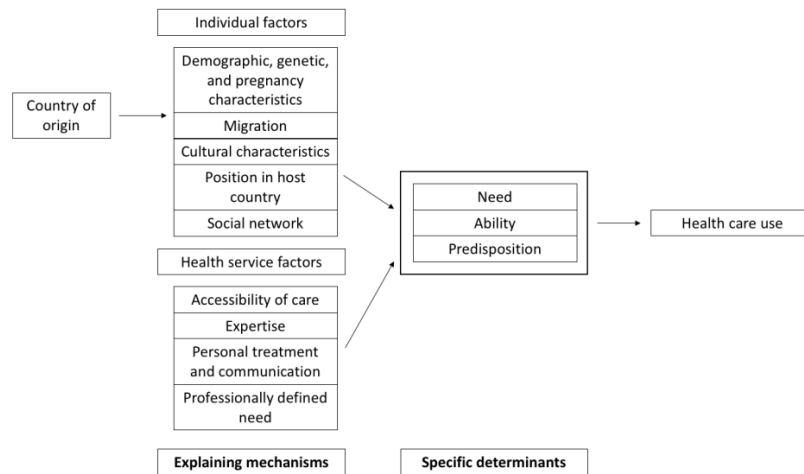 Individual factors
Demographic, genetic,
and pregnancy
characteristics
Country of
origin
Migration
Cultural characteristics
Position in host
country
Social network
Need
Ability
Predisposition
Health care use
Health service factors
Accessibility of care
Expertise
Personal treatment
and communication
Professionally defined
need
Explaining mechanisms
Specific determinants